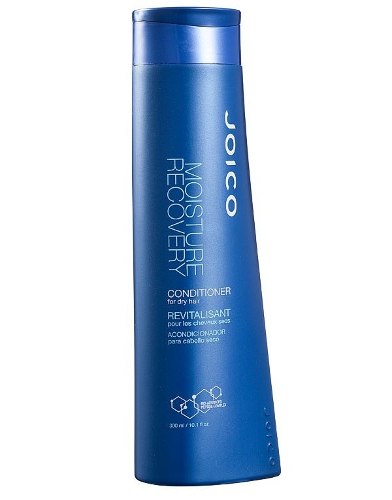 JOICO
MOISTURE
RECOVERY
CONDITIONER
for dry hair
REVITALISANT
pour les cheveux secs
ACONDICIONADOR
para cabello seco
300 ml / 10.1 fl oz
JOICO